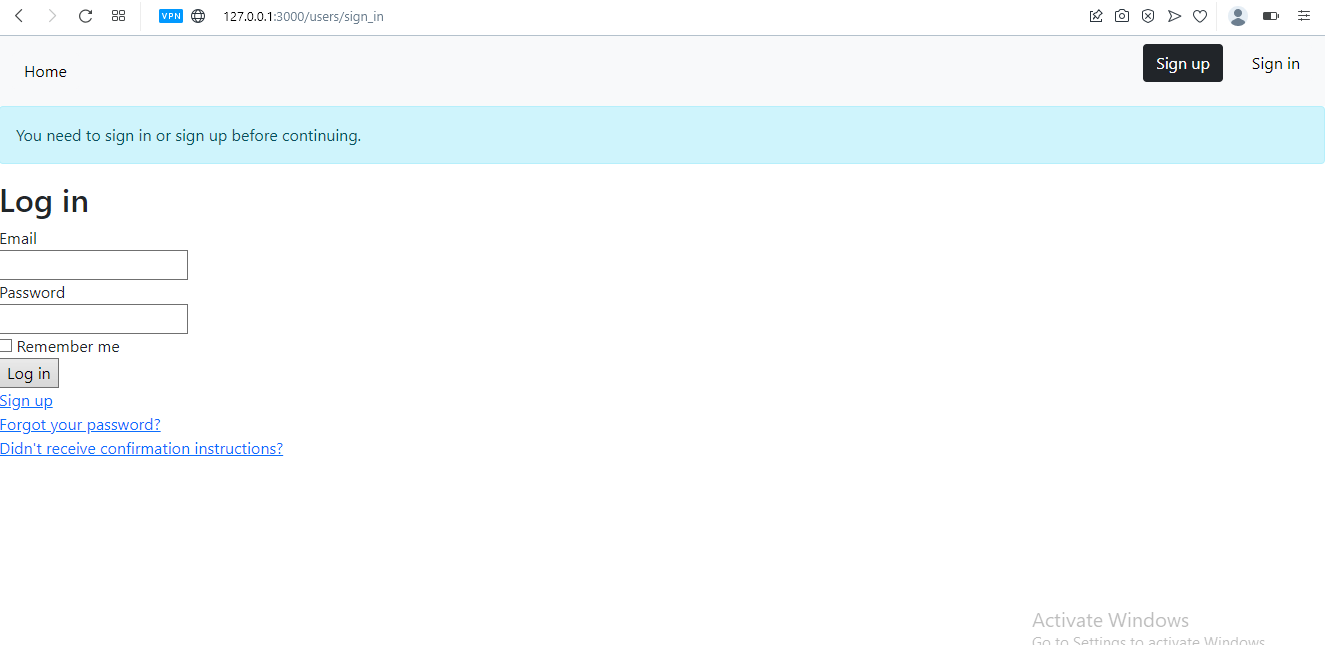 VPN 127.0.0.1:3000/users/sign_in
Home Sign up Sign in
You need to sign in or sign up before continuing.
Log in
Email
Password
Remember me
Log in
Sign up
Forgot your password?
Didn't receive confirmation instructions?
Activate Windows
Go to Settings to activate Windows.